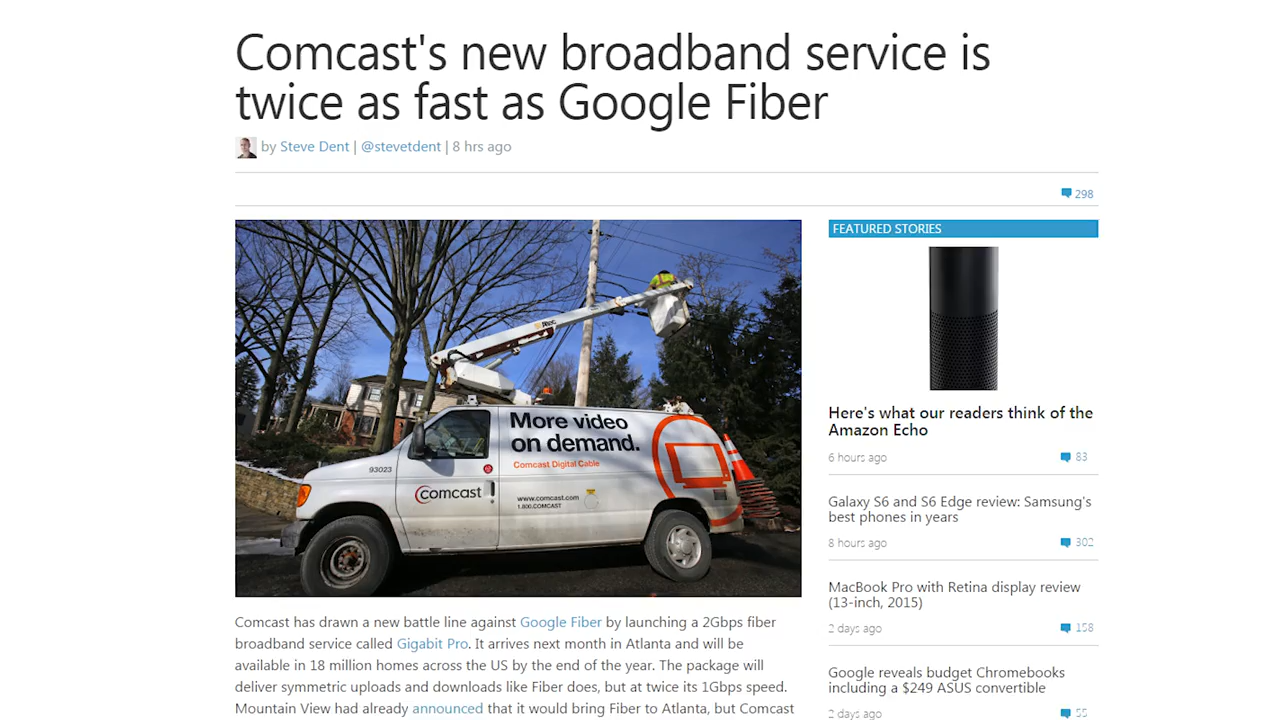 Comcast's new broadband service is
twice as fast as Google Fiber
by Steve Dent | @stevetdent | 8 hrs ago
298
FEATURED STORIES
Here's what our readers think of the
Amazon Echo
6 hours ago 83
Galaxy S6 and S6 Edge review: Samsung's
best phones in years
8 hours ago 302
MacBook Pro with Retina display review
(13-inch, 2015)
2 days ago 158
Google reveals budget Chromebooks
including a $249 ASUS convertible
2 days ago 55
More video
on demand.
Comcast Digital Cable
93023
comcast
www.comcast.com
1.800.COMCAST
Comcast has drawn a new battle line against Google Fiber by launching a 2Gbps fiber
broadband service called Gigabit Pro. It arrives next month in Atlanta and will be
available in 18 million homes across the US by the end of the year. The package will
deliver symmetric uploads and downloads like Fiber does, but at twice its 1Gbps speed.
Mountain View had already announced that it would bring Fiber to Atlanta, but Comcast